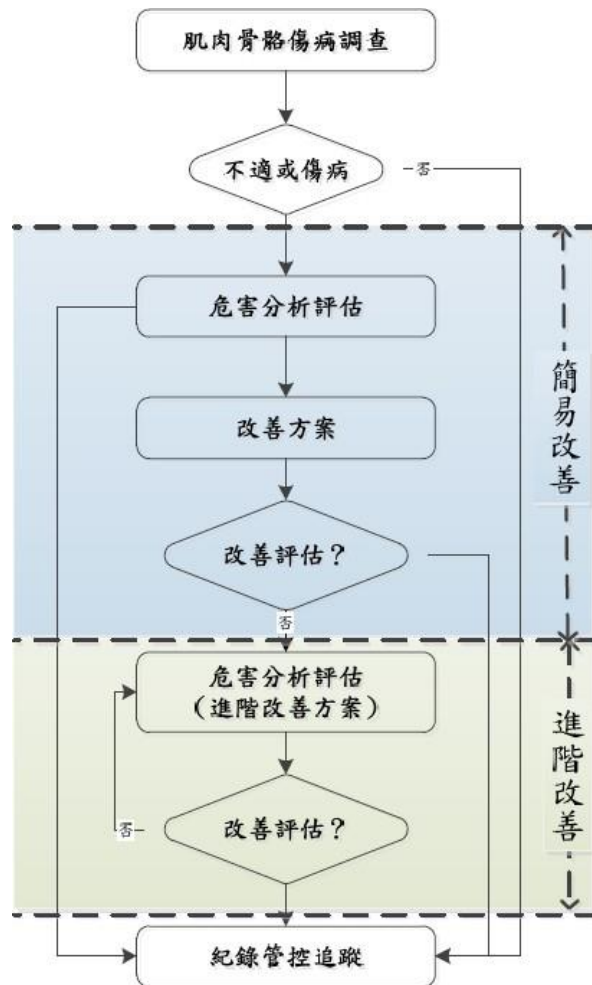 肌肉骨骼傷病調查
不適或傷病
否
危害分析評估
改善方案
簡易改善
改善評估？
否
危害分析評估
（進階改善方案）
進階改善
改善評估？
否
紀錄管控追蹤